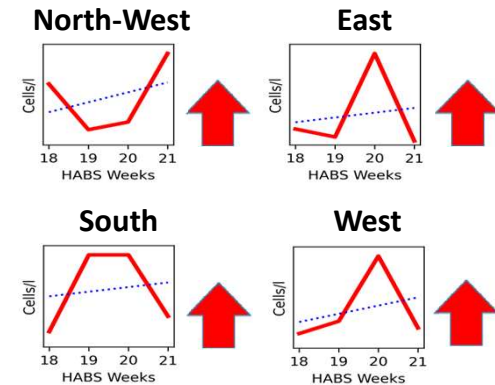 North-West
East
Cells/l
18 19 20 21
HABS Weeks
Cells/l
18 19 20 21
HABS Weeks
South
West
Cells/l
18 19 20 21
HABS Weeks
Cells/l
18 19 20 21
HABS Weeks